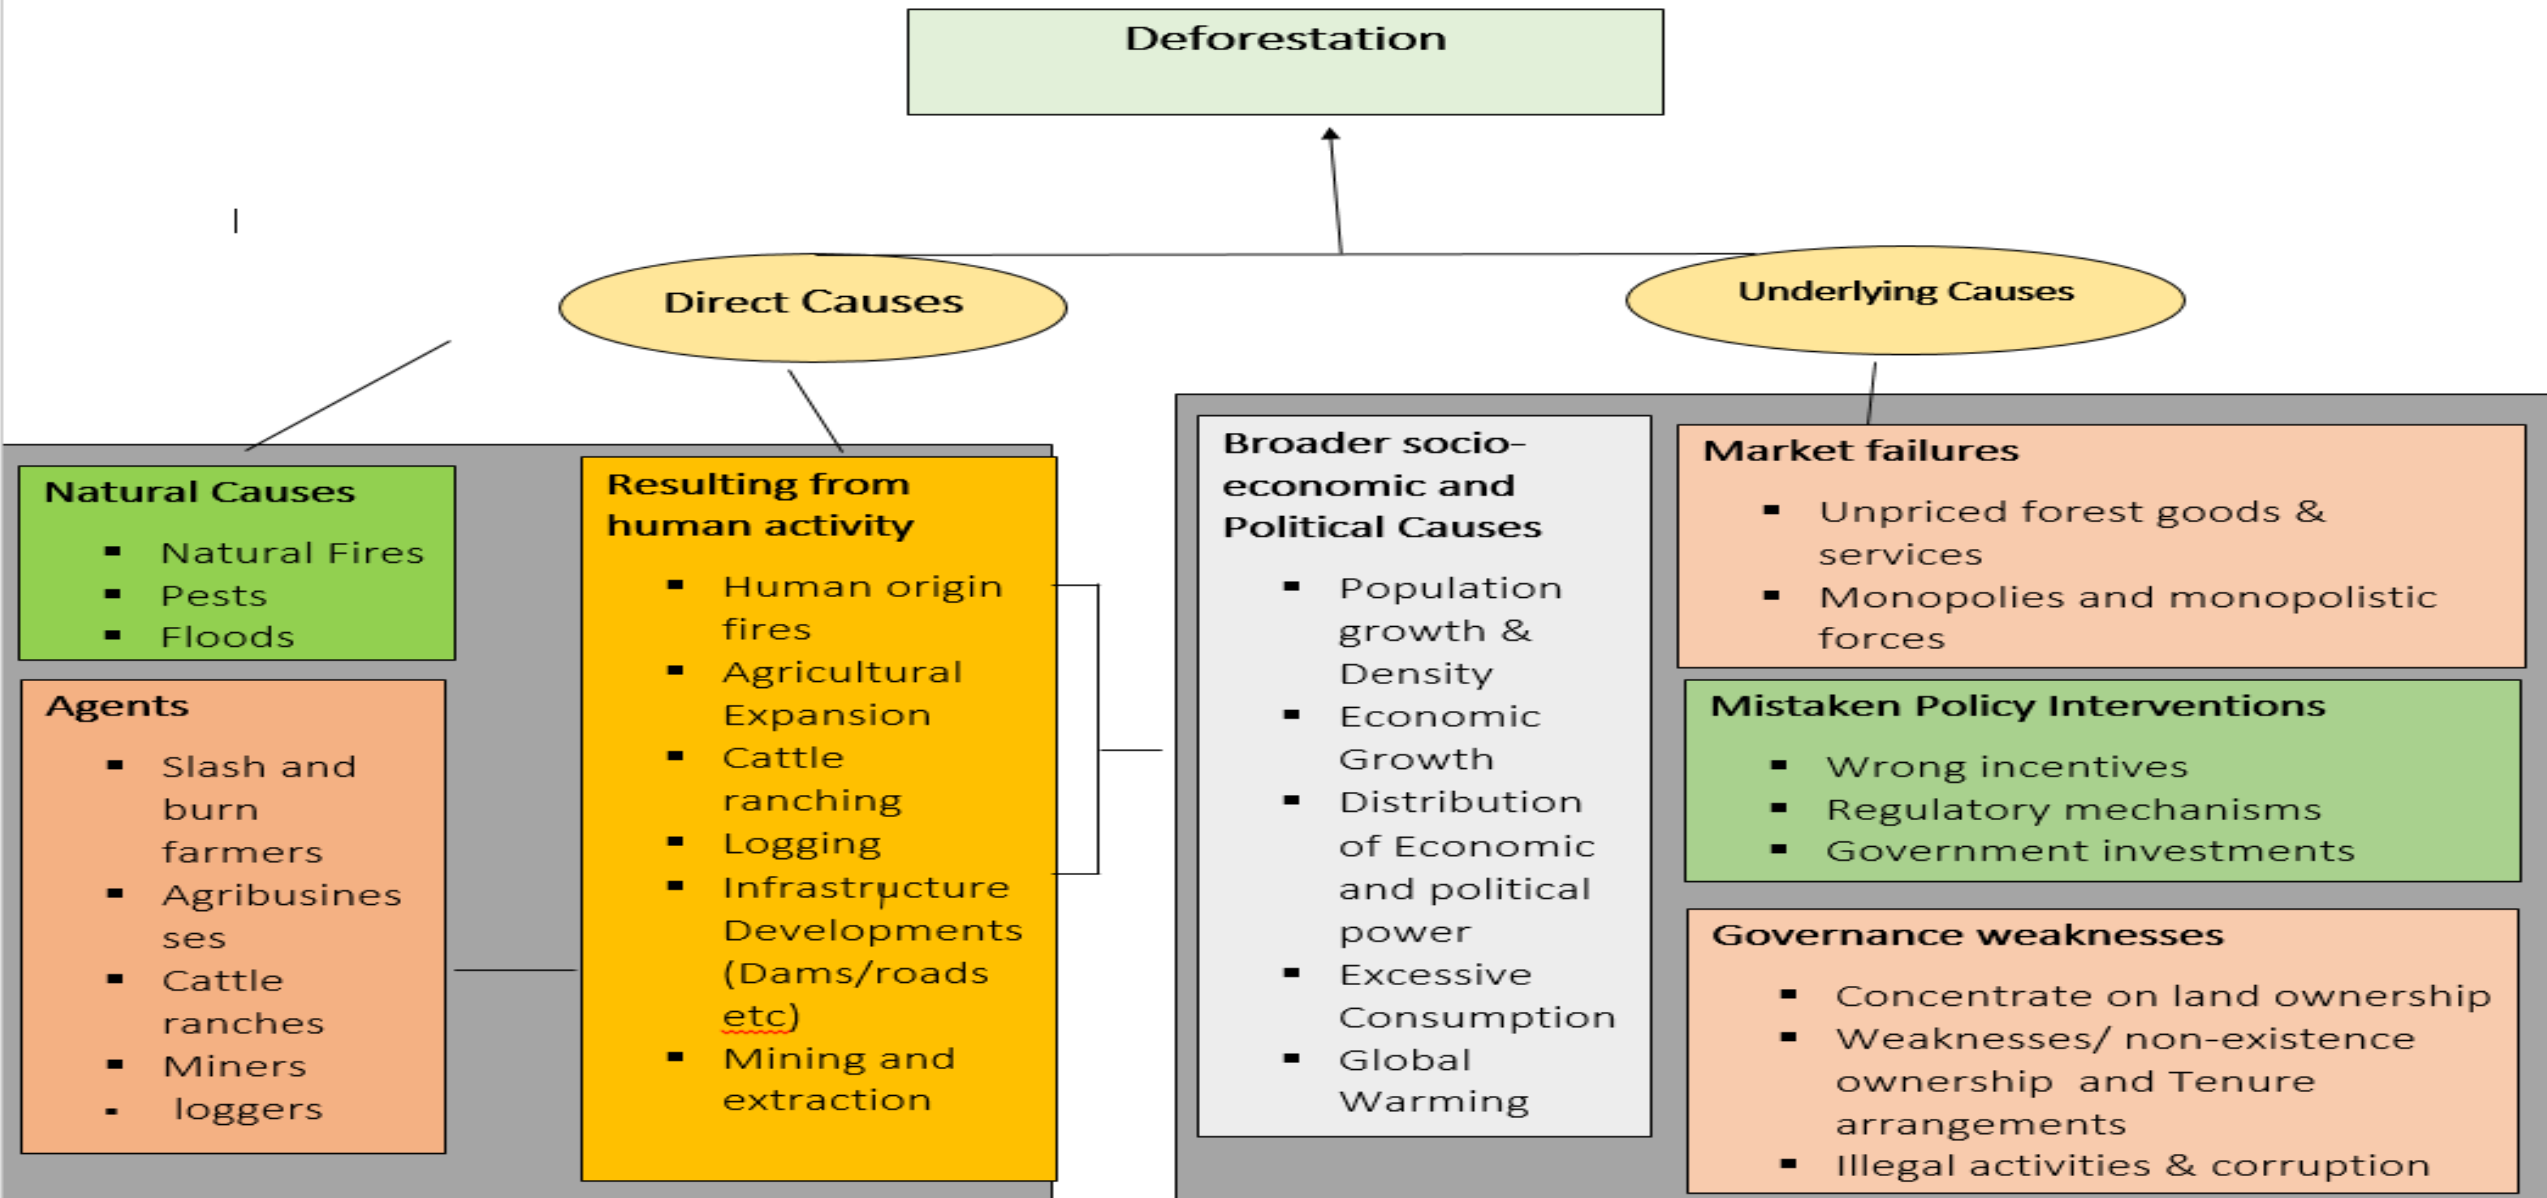 Deforestation
Direct Causes
Underlying Causes
Natural Causes
▪ Natural Fires
▪ Pests
▪ Floods
Agents
▪ Slash and
burn
farmers
▪ Agribusines
ses
▪ Cattle
ranches
▪ Miners
▪ loggers
Resulting from
human activity
▪ Human origin
fires
▪ Agricultural
Expansion
▪ Cattle
ranching
▪ Logging
▪ Infrastructure
Developments
(Dams/roads
etc)
▪ Mining and
extraction
Broader socio-
economic and
Political Causes
▪ Population
growth &
Density
▪ Economic
Growth
▪ Distribution
of Economic
and political
power
▪ Excessive
Consumption
▪ Global
Warming
Market failures
▪ Unpriced forest goods &
services
▪ Monopolies and monopolistic
forces
Mistaken Policy Interventions
▪ Wrong incentives
▪ Regulatory mechanisms
▪ Government investments
Governance weaknesses
▪ Concentrate on land ownership
▪ Weaknesses/ non-existence
ownership and Tenure
arrangements
▪ Illegal activities & corruption